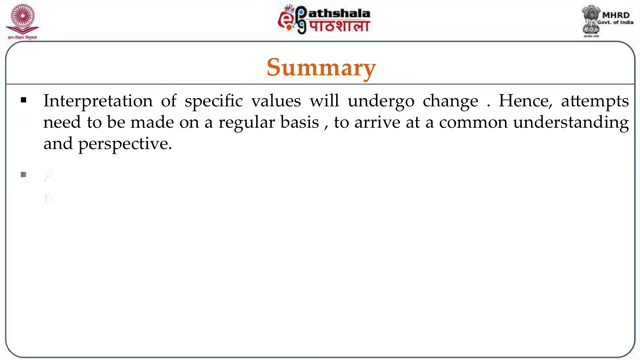 Pathshala
पाठशाला
MHRD
Govt. of India
Summary
▪ Interpretation of specific values will undergo change . Hence, attempts
need to be made on a regular basis , to arrive at a common understanding
and perspective.